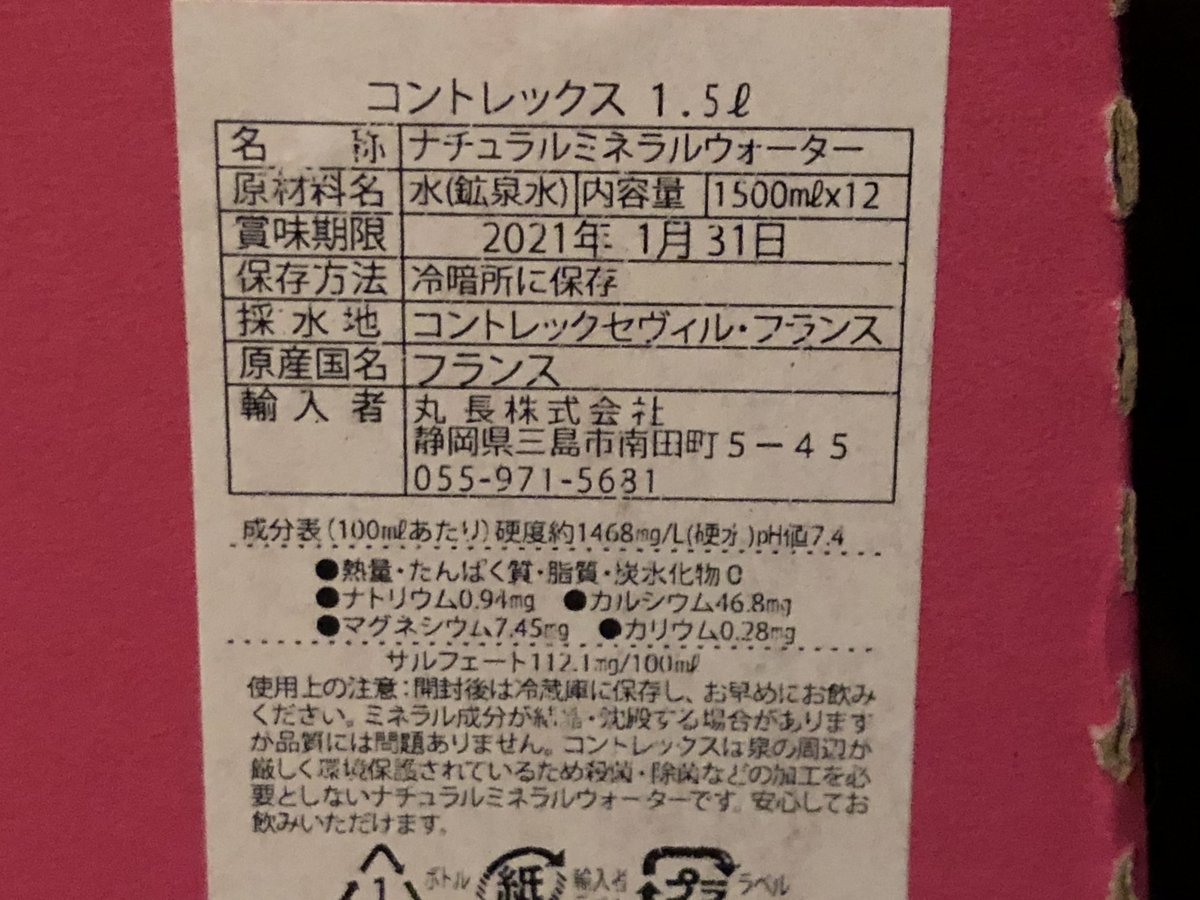 コントレックス 1.5ℓ
名称 ナチュラルミネラルウォーター
原材料名 水(鉱泉水) 内容量 1500mℓx12
賞味期限 2021年 1月31日
保存方法 冷暗所に保存
採水地 コントレックセヴィル・フランス
原産国名 フランス
輸入者 丸長株式会社
静岡県三島市南田町5-45
055-971-5681
成分表(100mℓあたり)硬度約1468mg/L(硬水)pH値7.4
●熱量・たんぱく質・脂質・炭水化物0
●ナトリウム0.94mg ●カルシウム46.8mg
●マグネシウム7.45mg ●カリウム0.28mg
サルフェート112.1mg/100mℓ
使用上の注意:開封後は冷蔵庫に保存し、お早めにお飲み
ください。ミネラル成分が結晶・沈殿する場合があります
が品質には問題ありません。コントレックスは泉の周辺が
厳しく環境保護されているため殺菌・除菌などの加工を必
要としないナチュラルミネラルウォーターです。安心してお
飲みいただけます。
1 ボトル 紙 輸入者 プラ ラベル